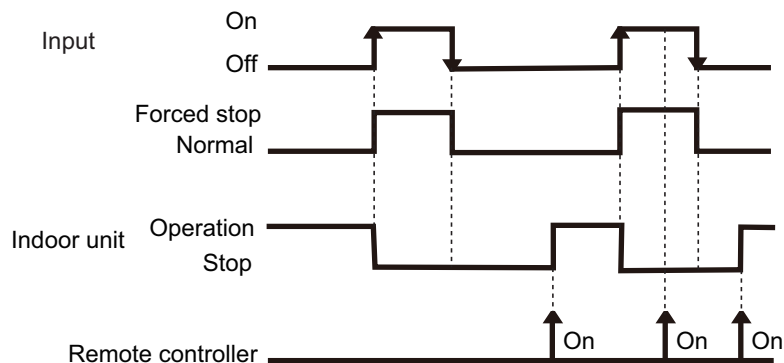 On
Input
Off
Forced stop
Normal
Operation
Indoor unit
Stop
On
On
On
Remote controller